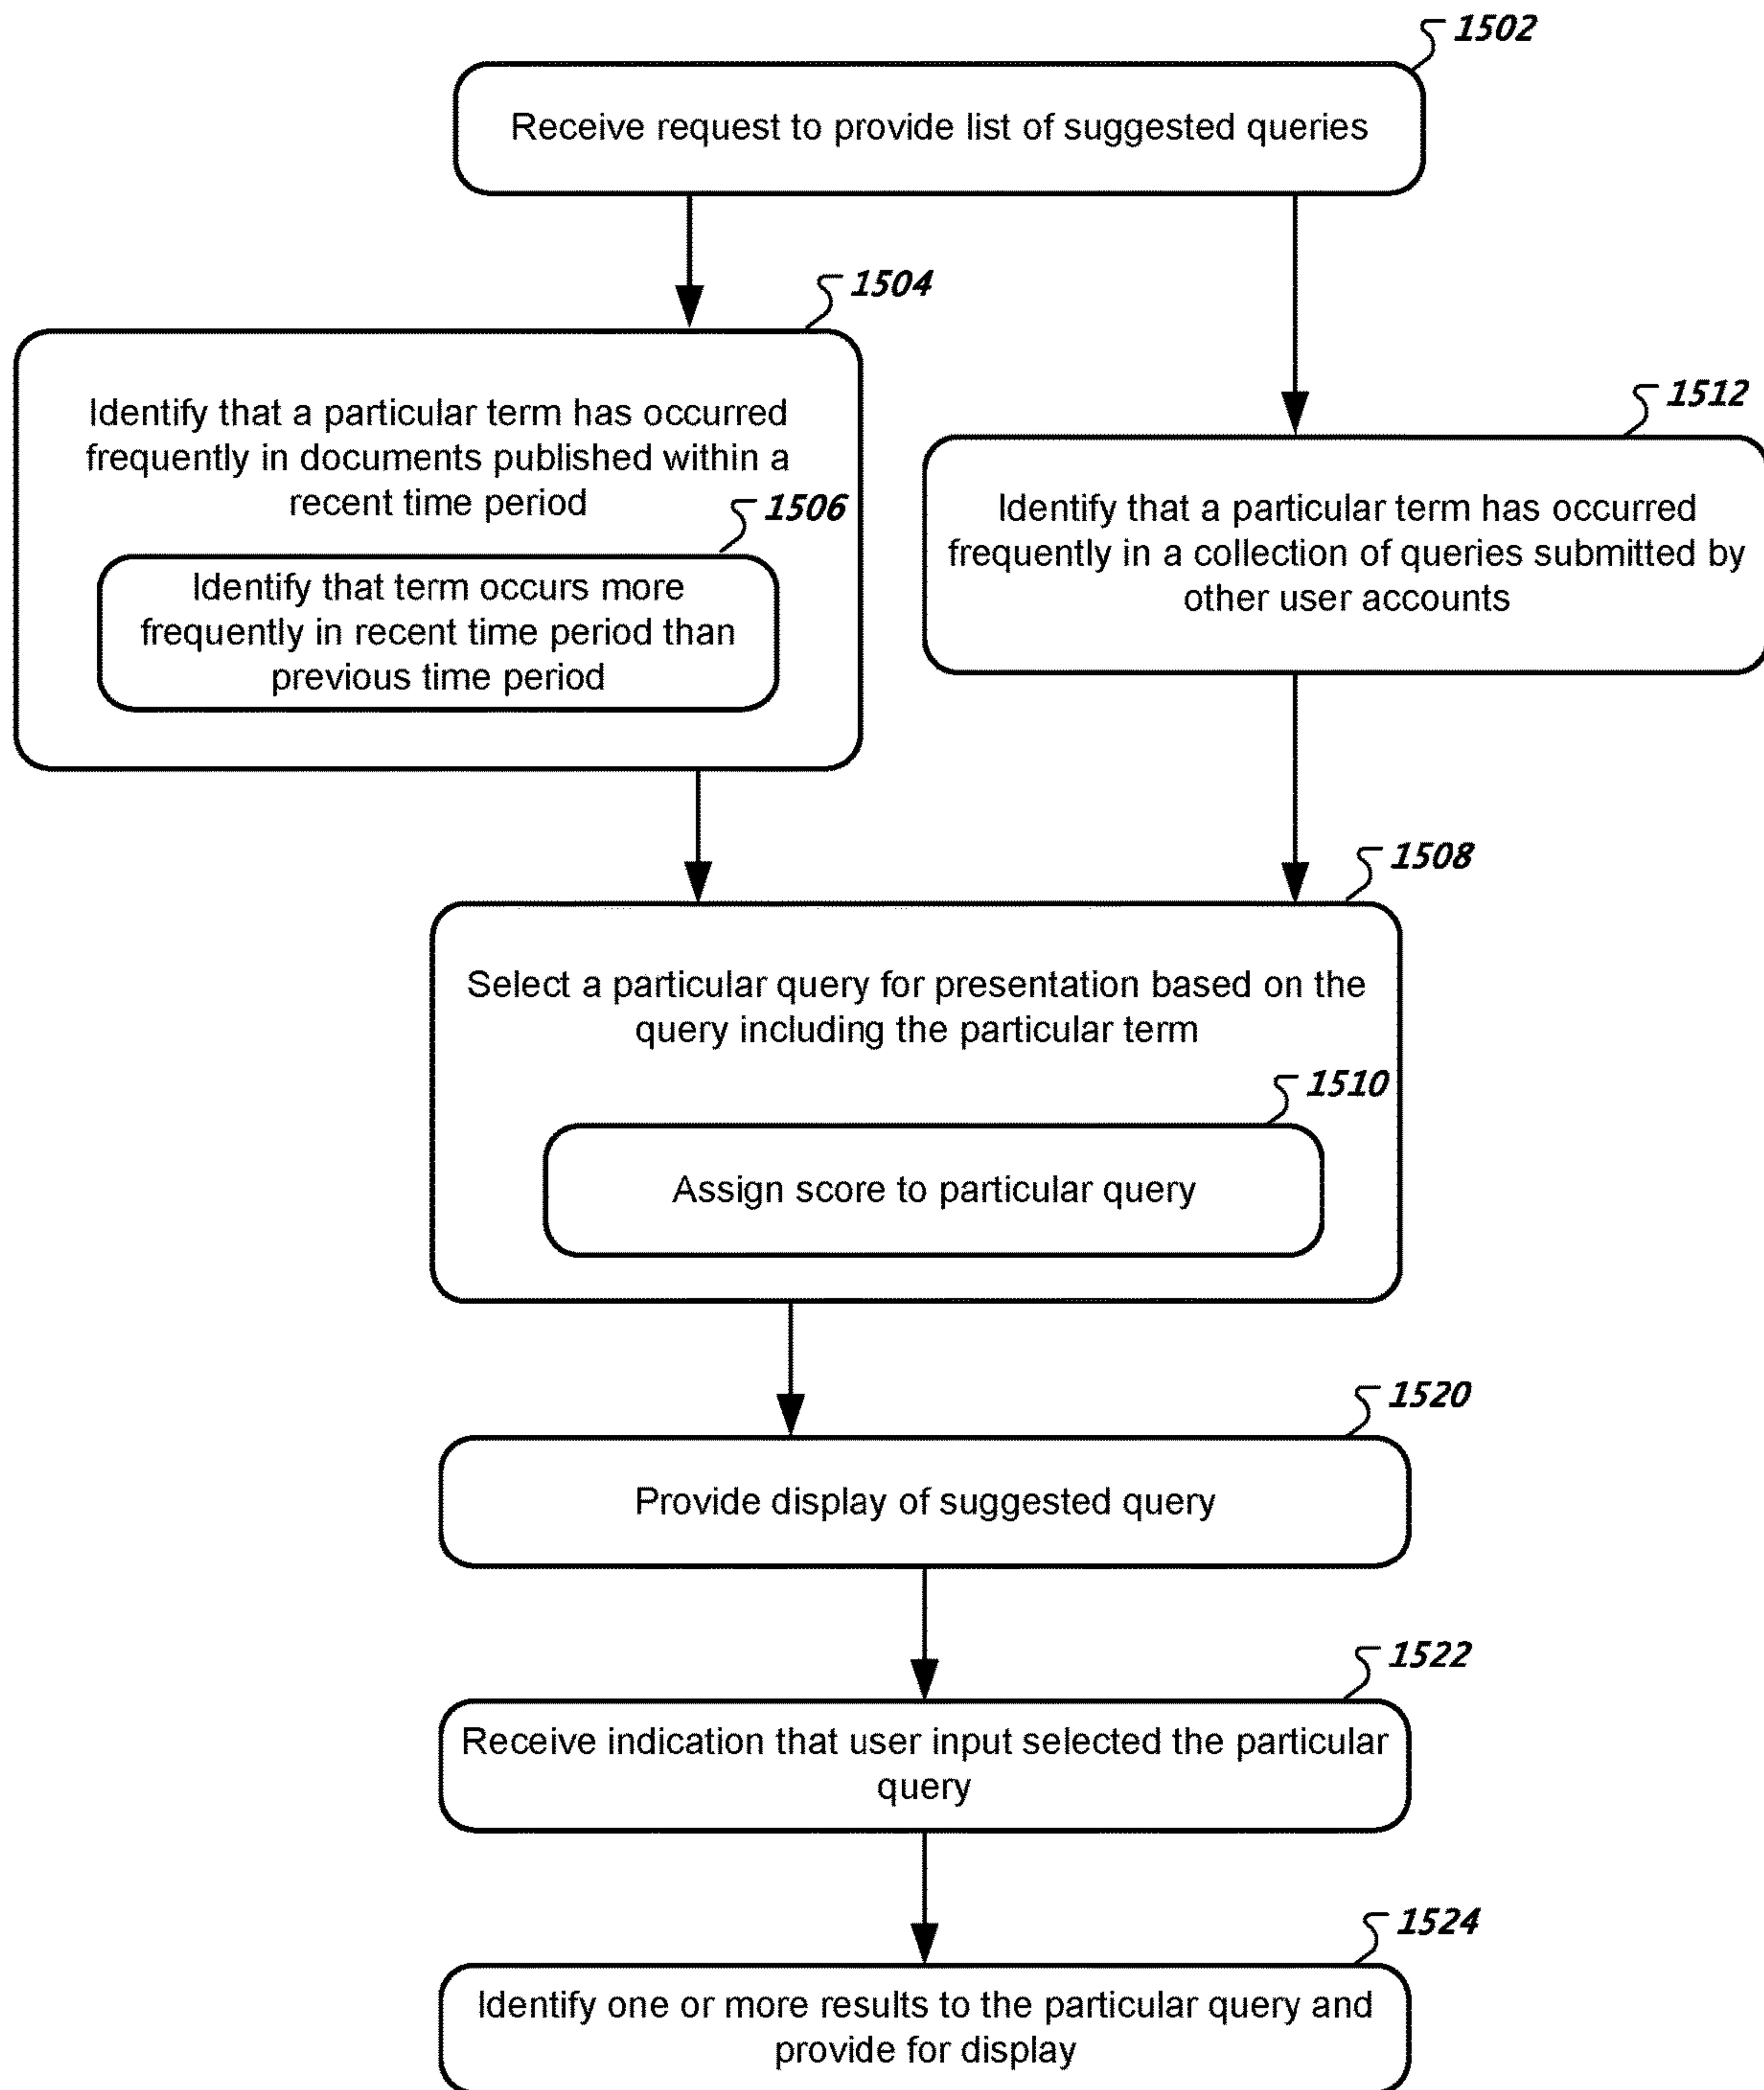 1502
Receive request to provide list of suggested queries
1504
Identify that a particular term has occurred
frequently in documents published within a
recent time period
1506
Identify that term occurs more
frequently in recent time period than
previous time period
1512
Identify that a particular term has occurred
frequently in a collection of queries submitted by
other user accounts
1508
Select a particular query for presentation based on the
query including the particular term
1510
Assign score to particular query
1520
Provide display of suggested query
1522
Receive indication that user input selected the particular
query
1524
Identify one or more results to the particular query and
provide for display